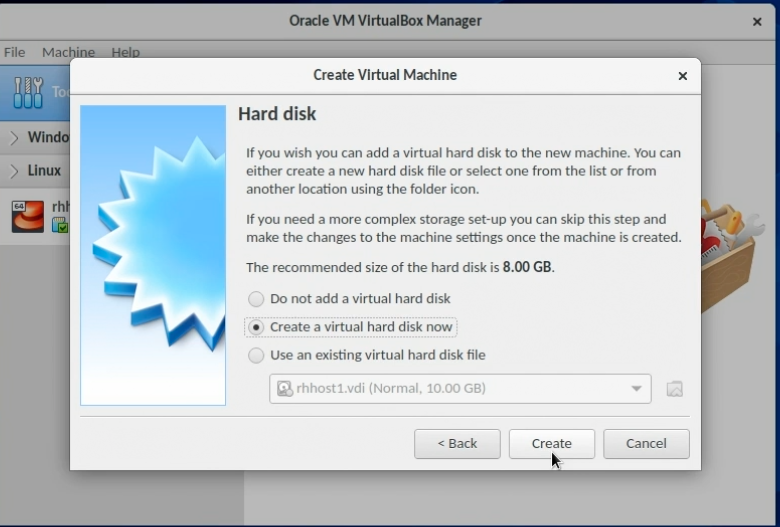 Oracle VM VirtualBox Manager
File Machine Help
Create Virtual Machine
Hard disk
If you wish you can add a virtual hard disk to the new machine. You can
either create a new hard disk file or select one from the list or from
another location using the folder icon.
If you need a more complex storage set-up you can skip this step and
make the changes to the machine settings once the machine is created.
The recommended size of the hard disk is 8.00 GB.
Do not add a virtual hard disk
Create a virtual hard disk now
Use an existing virtual hard disk file
rhhost1.vdi (Normal, 10.00 GB)
< Back Create Cancel
Linux
64